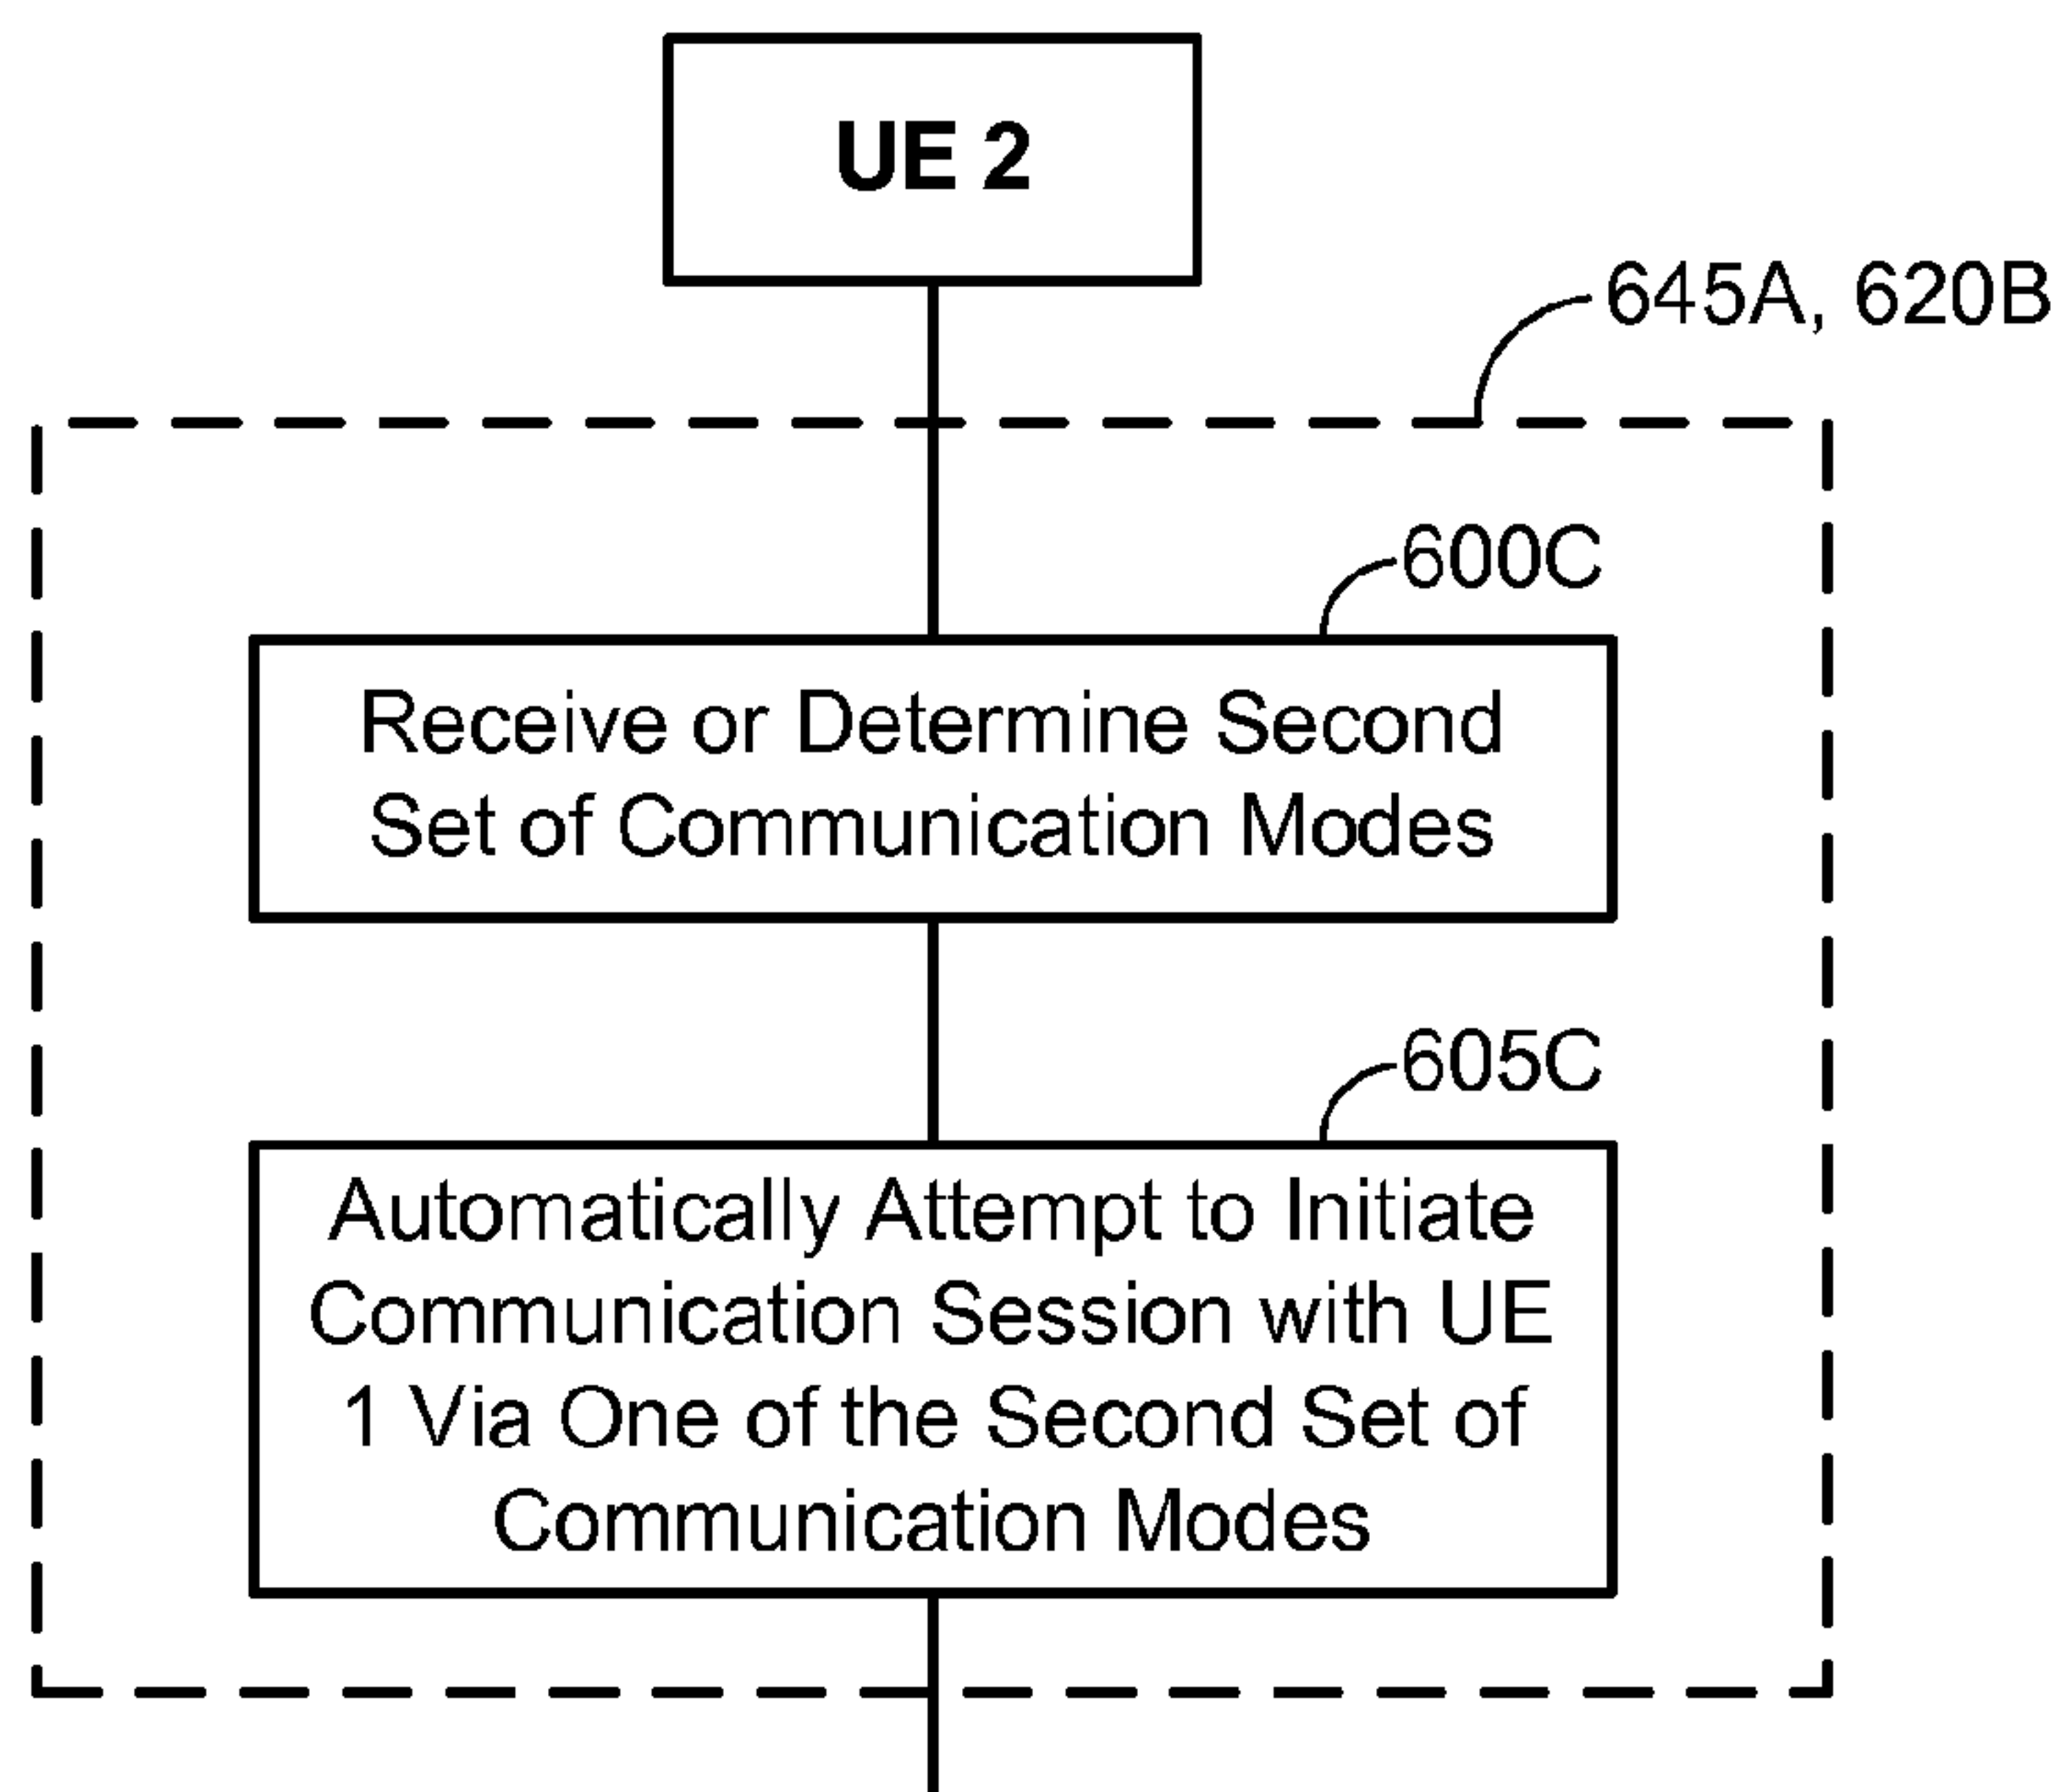 UE 2
645A, 620B
600C
Receive or Determine Second
Set of Communication Modes
605C
Automatically Attempt to Initiate
Communication Session with UE
1 Via One of the Second Set of
Communication Modes